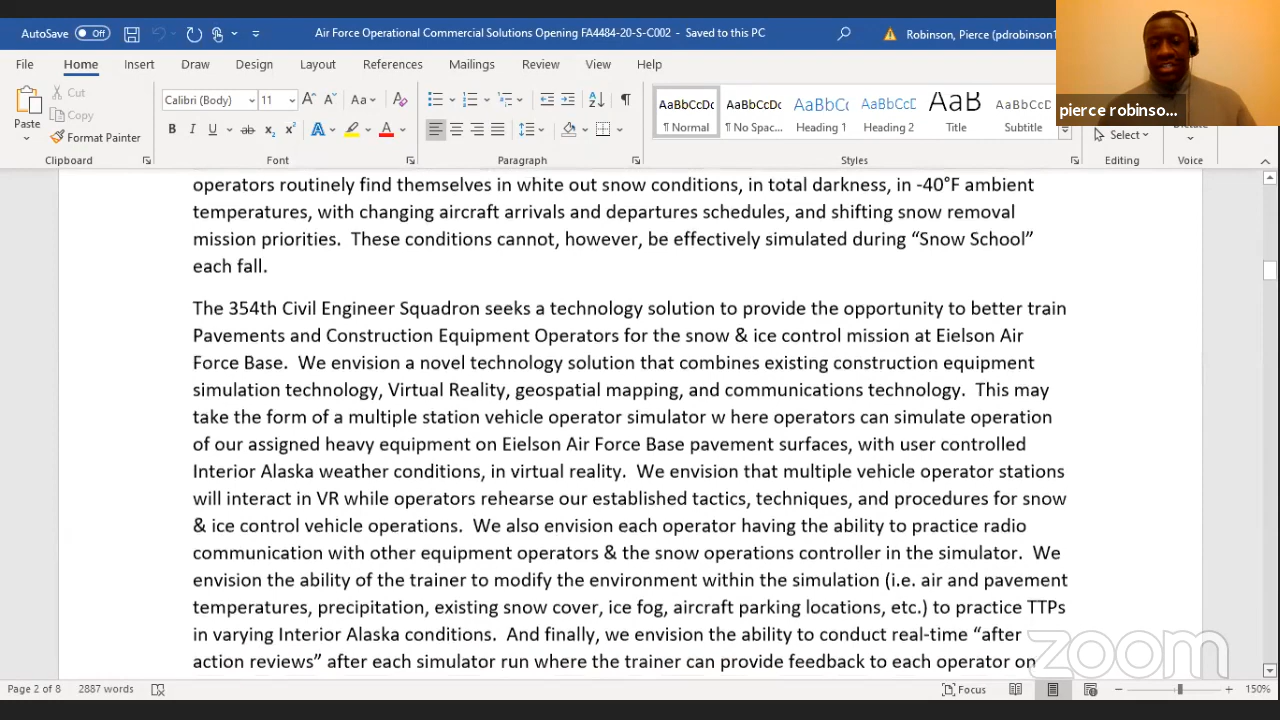 AutoSave Off
Air Force Operational Commercial Solutions Opening FA4484-20-S-C002 - Saved to this PC
Robinson, Pierce (pdrobinson1
File Home Insert Draw Design Layout References Mailings Review View Help
Paste
Cut
Copy
Format Painter
Clipboard
Calibri (Body) 11
Font
Paragraph
AaBbCcDc ¶ Normal
AaBbCcDc ¶ No Spac...
AaBbC Heading 1
AaBbCcD Heading 2
AaB Title
AaBbCcD Subtitle
Styles
Select
Editing
Dictate
Voice
pierce robinso...
operators routinely find themselves in white out snow conditions, in total darkness, in -40°F ambient
temperatures, with changing aircraft arrivals and departures schedules, and shifting snow removal
mission priorities. These conditions cannot, however, be effectively simulated during “Snow School”
each fall.
The 354th Civil Engineer Squadron seeks a technology solution to provide the opportunity to better train
Pavements and Construction Equipment Operators for the snow & ice control mission at Eielson Air
Force Base. We envision a novel technology solution that combines existing construction equipment
simulation technology, Virtual Reality, geospatial mapping, and communications technology. This may
take the form of a multiple station vehicle operator simulator w here operators can simulate operation
of our assigned heavy equipment on Eielson Air Force Base pavement surfaces, with user controlled
Interior Alaska weather conditions, in virtual reality. We envision that multiple vehicle operator stations
will interact in VR while operators rehearse our established tactics, techniques, and procedures for snow
& ice control vehicle operations. We also envision each operator having the ability to practice radio
communication with other equipment operators & the snow operations controller in the simulator. We
envision the ability of the trainer to modify the environment within the simulation (i.e. air and pavement
temperatures, precipitation, existing snow cover, ice fog, aircraft parking locations, etc.) to practice TTPs
in varying Interior Alaska conditions. And finally, we envision the ability to conduct real-time “after
action reviews” after each simulator run where the trainer can provide feedback to each operator on
zoom
Page 2 of 8 2887 words
Focus
150%